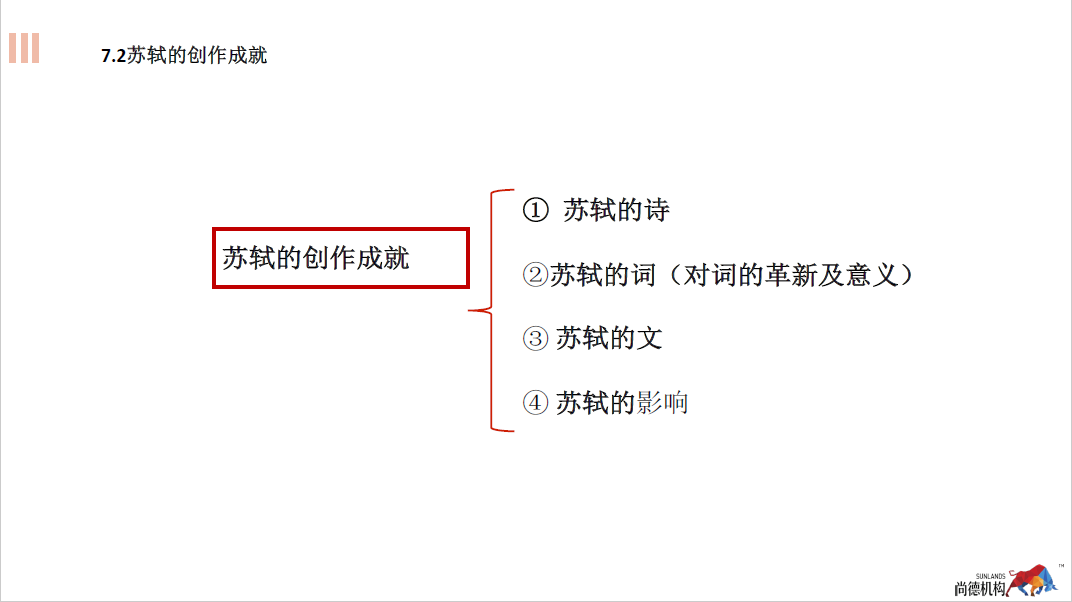 7.2苏轼的创作成就
苏轼的创作成就
① 苏轼的诗
②苏轼的词（对词的革新及意义）
③ 苏轼的文
④ 苏轼的影响
SUNLANDS
尚德机构
TM